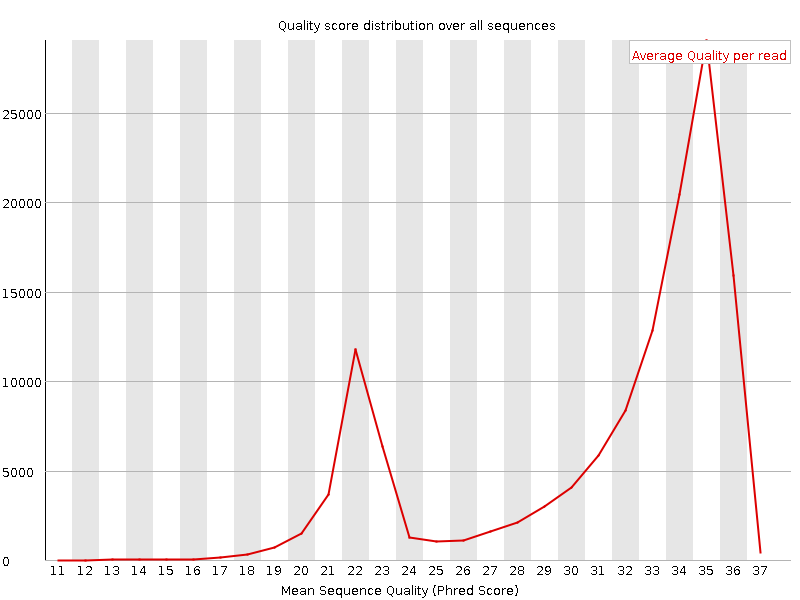 Quality score distribution over all sequences
Average Quality per read
25000
20000
15000
10000
5000
0
11 12 13 14 15 16 17 18 19 20 21 22 23 24 25 26 27 28 29 30 31 32 33 34 35 36 37
Mean Sequence Quality (Phred Score)